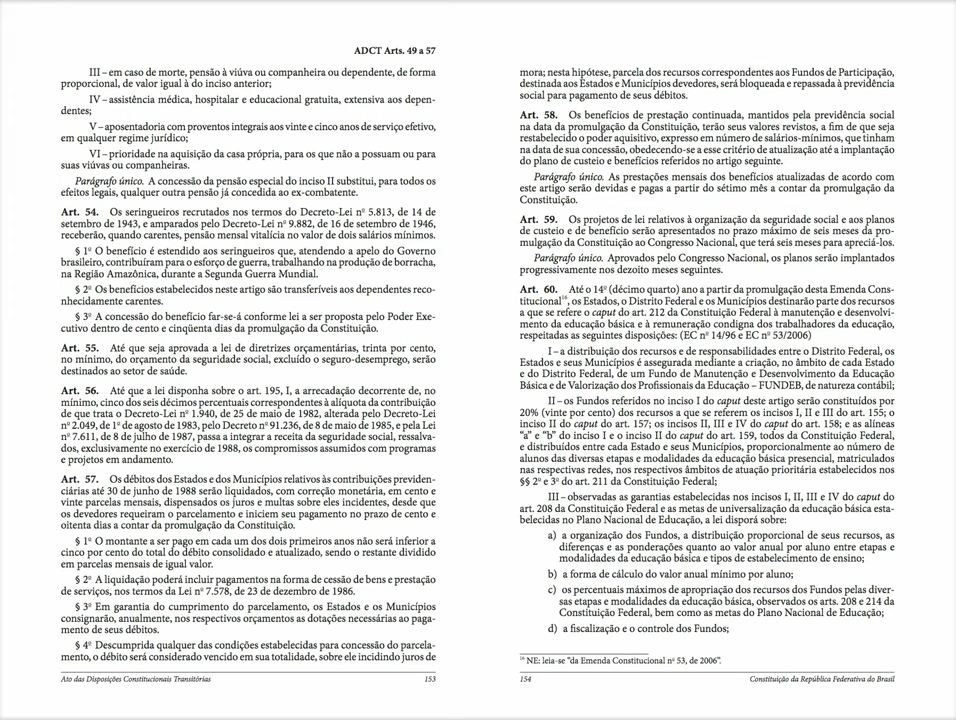 ADCT Arts. 49 a 57
III – em caso de morte, pensão à viúva ou companheira ou dependente, de forma
proporcional, de valor igual à do inciso anterior;
IV – assistência médica, hospitalar e educacional gratuita, extensiva aos depen-
dentes;
V – aposentadoria com proventos integrais aos vinte e cinco anos de serviço efetivo,
em qualquer regime jurídico;
VI – prioridade na aquisição da casa própria, para os que não a possuam ou para
suas viúvas ou companheiras.
Parágrafo único. A concessão da pensão especial do inciso II substitui, para todos os
efeitos legais, qualquer outra pensão já concedida ao ex-combatente.
Art. 54. Os seringueiros recrutados nos termos do Decreto-Lei nº 5.813, de 14 de
setembro de 1943, e amparados pelo Decreto-Lei nº 9.882, de 16 de setembro de 1946,
receberão, quando carentes, pensão mensal vitalícia no valor de dois salários mínimos.
§ 1º O benefício é estendido aos seringueiros que, atendendo a apelo do Governo
brasileiro, contribuíram para o esforço de guerra, trabalhando na produção de borracha,
na Região Amazônica, durante a Segunda Guerra Mundial.
§ 2º Os benefícios estabelecidos neste artigo são transferíveis aos dependentes reco-
nhecidamente carentes.
§ 3º A concessão do benefício far-se-á conforme lei a ser proposta pelo Poder Exe-
cutivo dentro de cento e cinqüenta dias da promulgação da Constituição.
Art. 55. Até que seja aprovada a lei de diretrizes orçamentárias, trinta por cento,
no mínimo, do orçamento da seguridade social, excluído o seguro-desemprego, serão
destinados ao setor de saúde.
Art. 56. Até que a lei disponha sobre o art. 195, I, a arrecadação decorrente de, no
mínimo, cinco dos seis décimos percentuais correspondentes à alíquota da contribuição
de que trata o Decreto-Lei nº 1.940, de 25 de maio de 1982, alterada pelo Decreto-Lei
nº 2.049, de 1º de agosto de 1983, pelo Decreto nº 91.236, de 8 de maio de 1985, e pela Lei
nº 7.611, de 8 de julho de 1987, passa a integrar a receita da seguridade social, ressalva-
dos, exclusivamente no exercício de 1988, os compromissos assumidos com programas
e projetos em andamento.
Art. 57. Os débitos dos Estados e dos Municípios relativos às contribuições previden-
ciárias até 30 de junho de 1988 serão liquidados, com correção monetária, em cento e
vinte parcelas mensais, dispensados os juros e multas sobre eles incidentes, desde que
os devedores requeiram o parcelamento e iniciem seu pagamento no prazo de cento e
oitenta dias a contar da promulgação da Constituição.
§ 1º O montante a ser pago em cada um dos dois primeiros anos não será inferior a
cinco por cento do total do débito consolidado e atualizado, sendo o restante dividido
em parcelas mensais de igual valor.
§ 2º A liquidação poderá incluir pagamentos na forma de cessão de bens e prestação
de serviços, nos termos da Lei nº 7.578, de 23 de dezembro de 1986.
§ 3º Em garantia do cumprimento do parcelamento, os Estados e os Municípios
consignarão, anualmente, nos respectivos orçamentos as dotações necessárias ao paga-
mento de seus débitos.
§ 4º Descumprida qualquer das condições estabelecidas para concessão do parcela-
mento, o débito será considerado vencido em sua totalidade, sobre ele incidindo juros de
Ato das Disposições Constitucionais Transitórias 153
mora; nesta hipótese, parcela dos recursos correspondentes aos Fundos de Participação,
destinada aos Estados e Municípios devedores, será bloqueada e repassada à previdência
social para pagamento de seus débitos.
Art. 58. Os benefícios de prestação continuada, mantidos pela previdência social
na data da promulgação da Constituição, terão seus valores revistos, a fim de que seja
restabelecido o poder aquisitivo, expresso em número de salários-mínimos, que tinham
na data de sua concessão, obedecendo-se a esse critério de atualização até a implantação
do plano de custeio e benefícios referidos no artigo seguinte.
Parágrafo único. As prestações mensais dos benefícios atualizadas de acordo com
este artigo serão devidas e pagas a partir do sétimo mês a contar da promulgação da
Constituição.
Art. 59. Os projetos de lei relativos à organização da seguridade social e aos planos
de custeio e de benefício serão apresentados no prazo máximo de seis meses da pro-
mulgação da Constituição ao Congresso Nacional, que terá seis meses para apreciá-los.
Parágrafo único. Aprovados pelo Congresso Nacional, os planos serão implantados
progressivamente nos dezoito meses seguintes.
Art. 60. Até o 14º (décimo quarto) ano a partir da promulgação desta Emenda Cons-
titucional¹⁶, os Estados, o Distrito Federal e os Municípios destinarão parte dos recursos
a que se refere o caput do art. 212 da Constituição Federal à manutenção e desenvolvi-
mento da educação básica e à remuneração condigna dos trabalhadores da educação,
respeitadas as seguintes disposições: (EC nº 14/96 e EC nº 53/2006)
I – a distribuição dos recursos e de responsabilidades entre o Distrito Federal, os
Estados e seus Municípios é assegurada mediante a criação, no âmbito de cada Estado
e do Distrito Federal, de um Fundo de Manutenção e Desenvolvimento da Educação
Básica e de Valorização dos Profissionais da Educação – FUNDEB, de natureza contábil;
II – os Fundos referidos no inciso I do caput deste artigo serão constituídos por
20% (vinte por cento) dos recursos a que se referem os incisos I, II e III do art. 155; o
inciso II do caput do art. 157; os incisos II, III e IV do caput do art. 158; e as alíneas
“a” e “b” do inciso I e o inciso II do caput do art. 159, todos da Constituição Federal,
e distribuídos entre cada Estado e seus Municípios, proporcionalmente ao número de
alunos das diversas etapas e modalidades da educação básica presencial, matriculados
nas respectivas redes, nos respectivos âmbitos de atuação prioritária estabelecidos nos
§§ 2º e 3º do art. 211 da Constituição Federal;
III – observadas as garantias estabelecidas nos incisos I, II, III e IV do caput do
art. 208 da Constituição Federal e as metas de universalização da educação básica esta-
belecidas no Plano Nacional de Educação, a lei disporá sobre:
a) a organização dos Fundos, a distribuição proporcional de seus recursos, as
diferenças e as ponderações quanto ao valor anual por aluno entre etapas e
modalidades da educação básica e tipos de estabelecimento de ensino;
b) a forma de cálculo do valor anual mínimo por aluno;
c) os percentuais máximos de apropriação dos recursos dos Fundos pelas diver-
sas etapas e modalidades da educação básica, observados os arts. 208 e 214 da
Constituição Federal, bem como as metas do Plano Nacional de Educação;
d) a fiscalização e o controle dos Fundos;
¹⁶ NE: leia-se “da Emenda Constitucional nº 53, de 2006”.
154 Constituição da República Federativa do Brasil